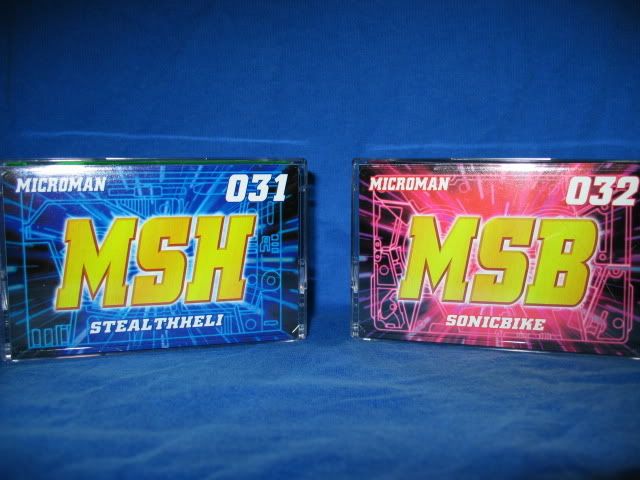 MICROMAN
031
MSH
STEALTHHELI
MICROMAN
032
MSB
SONICBIKE